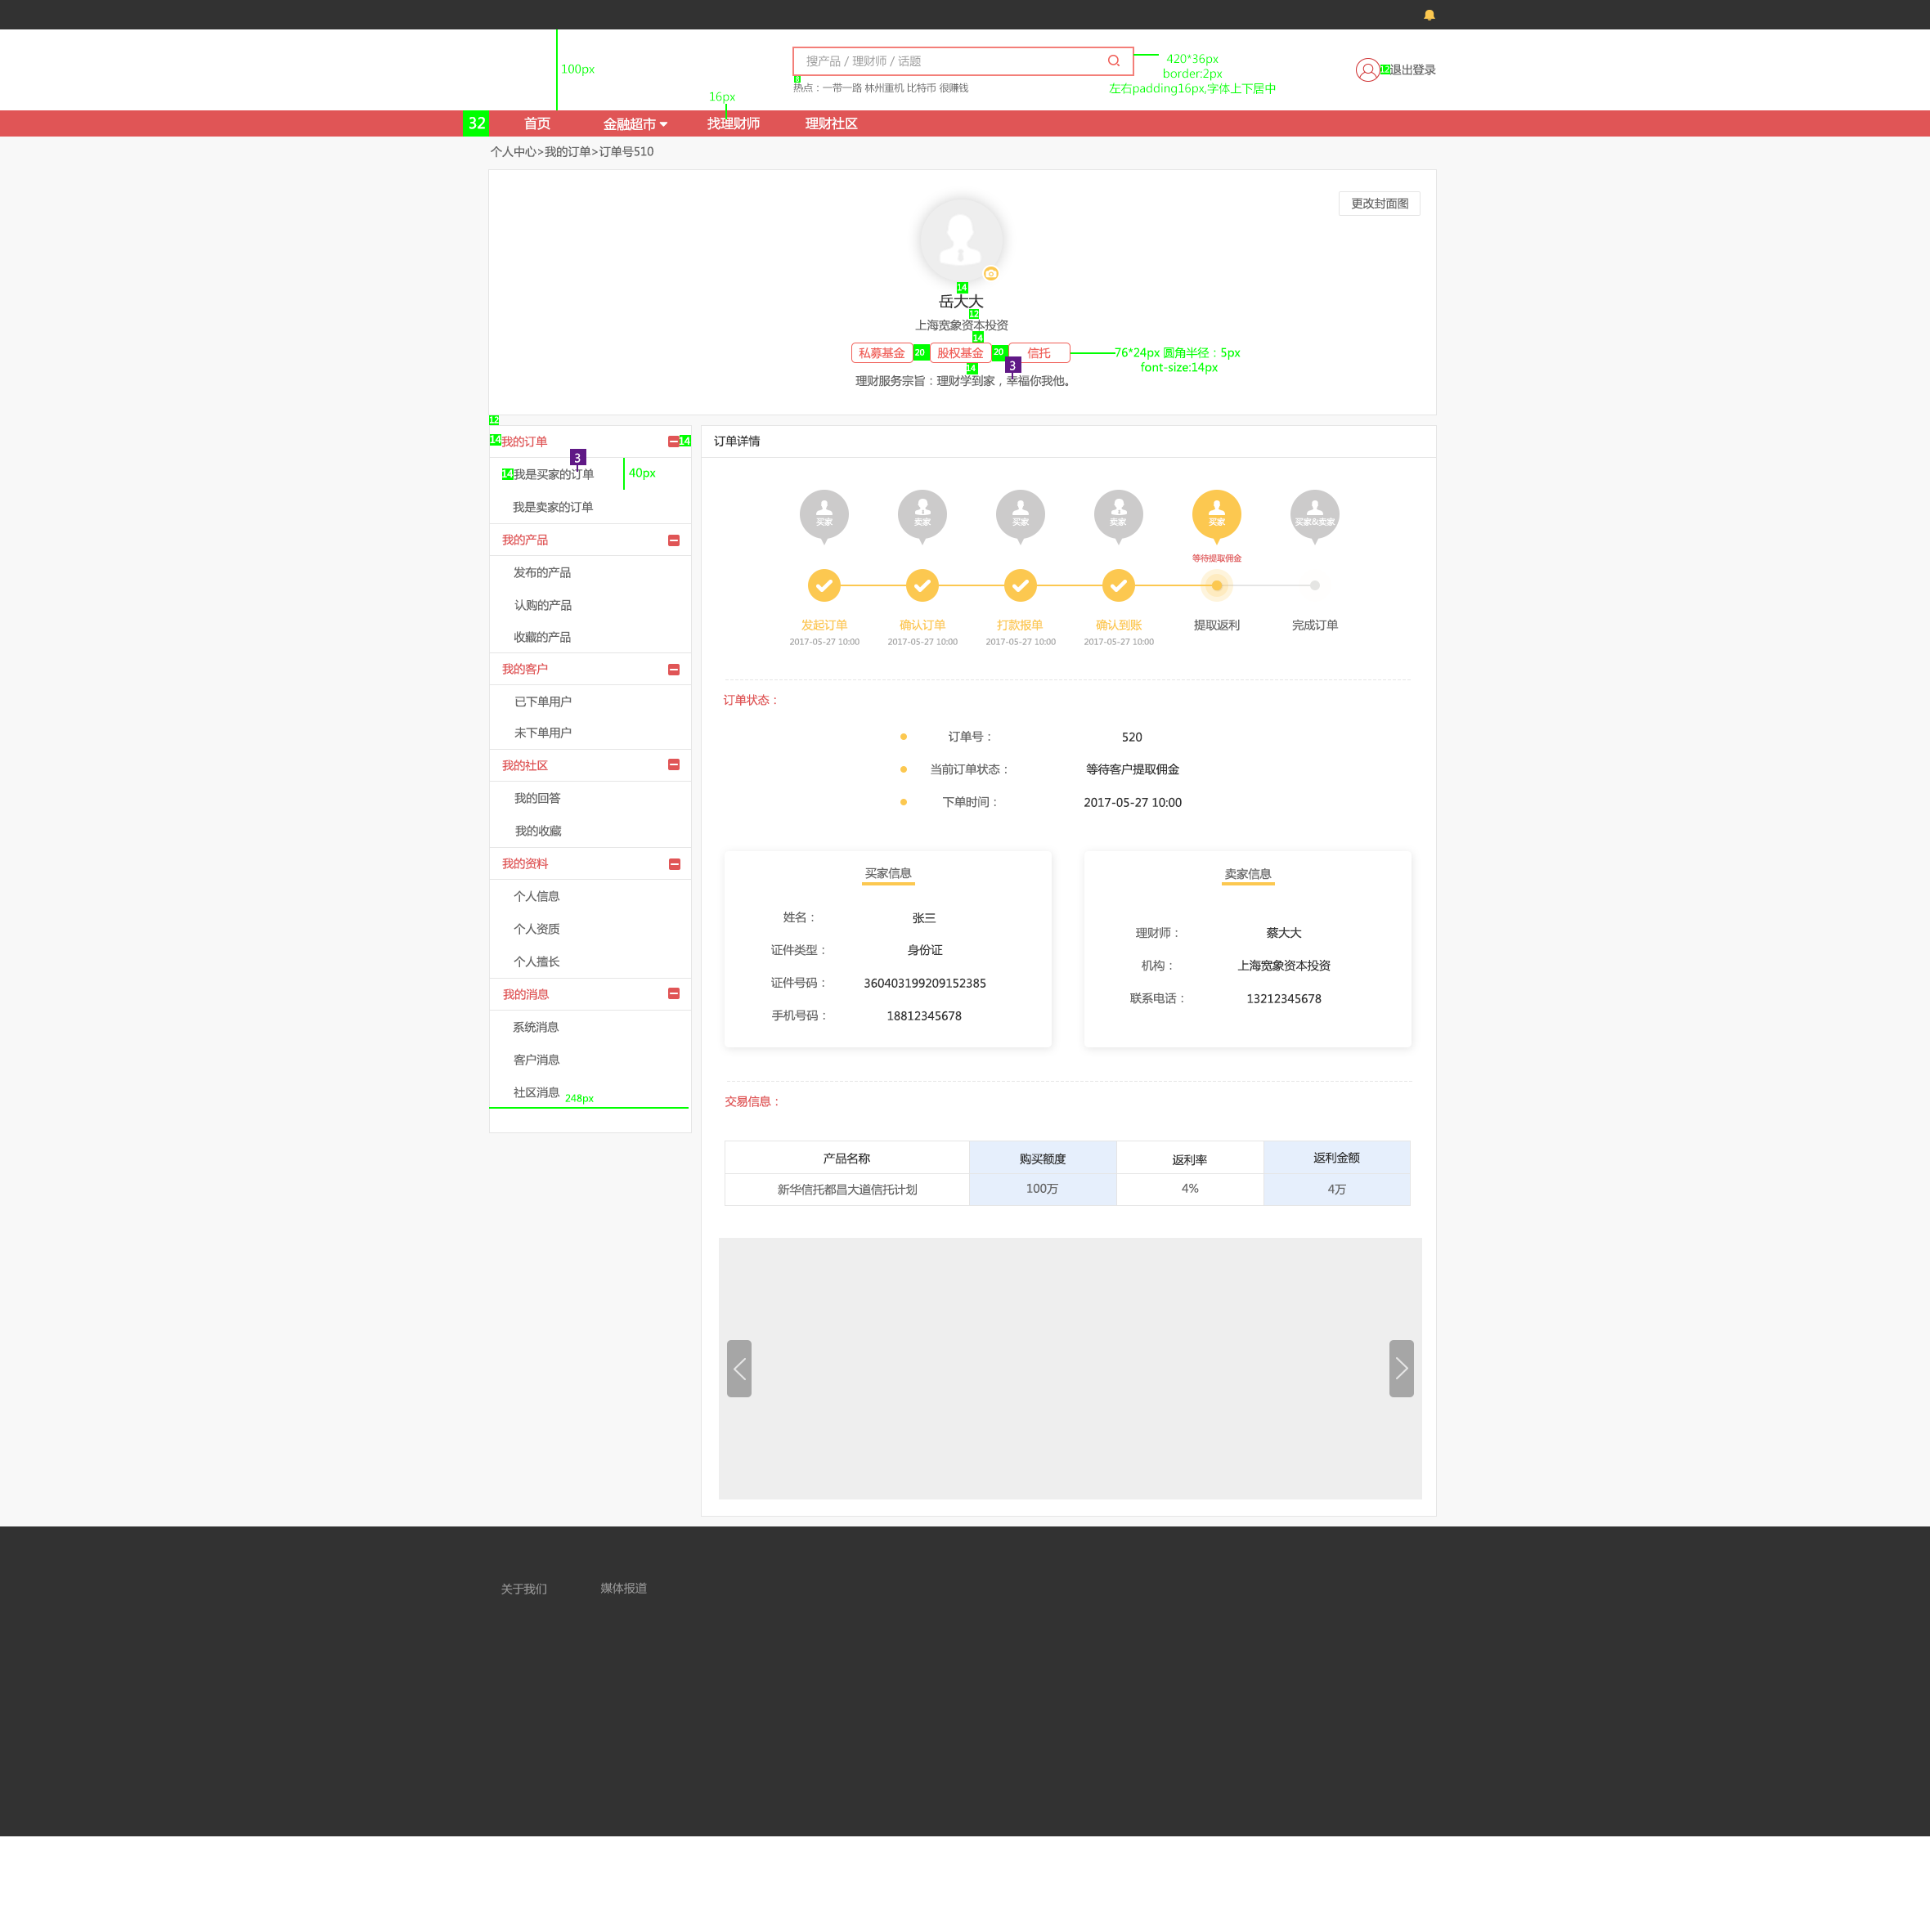 100px
搜产品 / 理财师 / 话题
420*36px
border:2px
左右padding16px,字体上下居中
8
热点：一带一路 林州重机 比特币 很赚钱
16px
12 退出登录
32 首页 金融超市 找理财师 理财社区
个人中心>我的订单>订单号510
更改封面图
14
岳大大
12
上海宽象资本投资
14
私募基金 20 股权基金 20 信托
76*24px 圆角半径：5px
font-size:14px
3
14
理财服务宗旨：理财学到家，幸福你我他。
12
14 我的订单 14
3
14 我是买家的订单 40px
我是卖家的订单
我的产品
发布的产品
认购的产品
收藏的产品
我的客户
已下单用户
未下单用户
我的社区
我的回答
我的收藏
我的资料
个人信息
个人资质
个人擅长
我的消息
系统消息
客户消息
社区消息
248px
订单详情
买家 卖家 买家 卖家 买家 买家&卖家
等待提取佣金
发起订单 确认订单 打款报单 确认到账 提取返利 完成订单
2017-05-27 10:00 2017-05-27 10:00 2017-05-27 10:00 2017-05-27 10:00
订单状态：
订单号： 520
当前订单状态： 等待客户提取佣金
下单时间： 2017-05-27 10:00
买家信息
姓名： 张三
证件类型： 身份证
证件号码： 360403199209152385
手机号码： 18812345678
卖家信息
理财师： 蔡大大
机构： 上海宽象资本投资
联系电话： 13212345678
交易信息：
产品名称 购买额度 返利率 返利金额
新华信托都昌大道信托计划 100万 4% 4万
关于我们 媒体报道